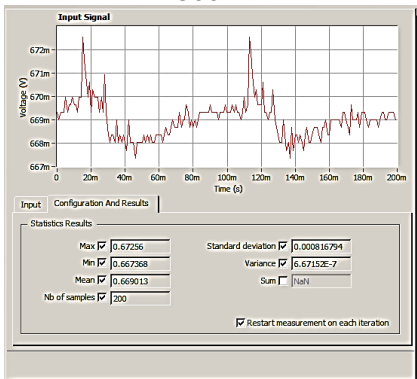 Input Signal
672m
671m
670m
669m
668m
667m
voltage (V)
0 20m 40m 60m 80m 100m 120m 140m 160m 180m 200m
Time (s)
Input Configuration And Results
Statistics Results
Max 0.67256
Min 0.667368
Mean 0.669013
Nb of samples 200
Standard deviation 0.000816794
Variance 6.67152E-7
Sum NaN
Restart measurement on each iteration